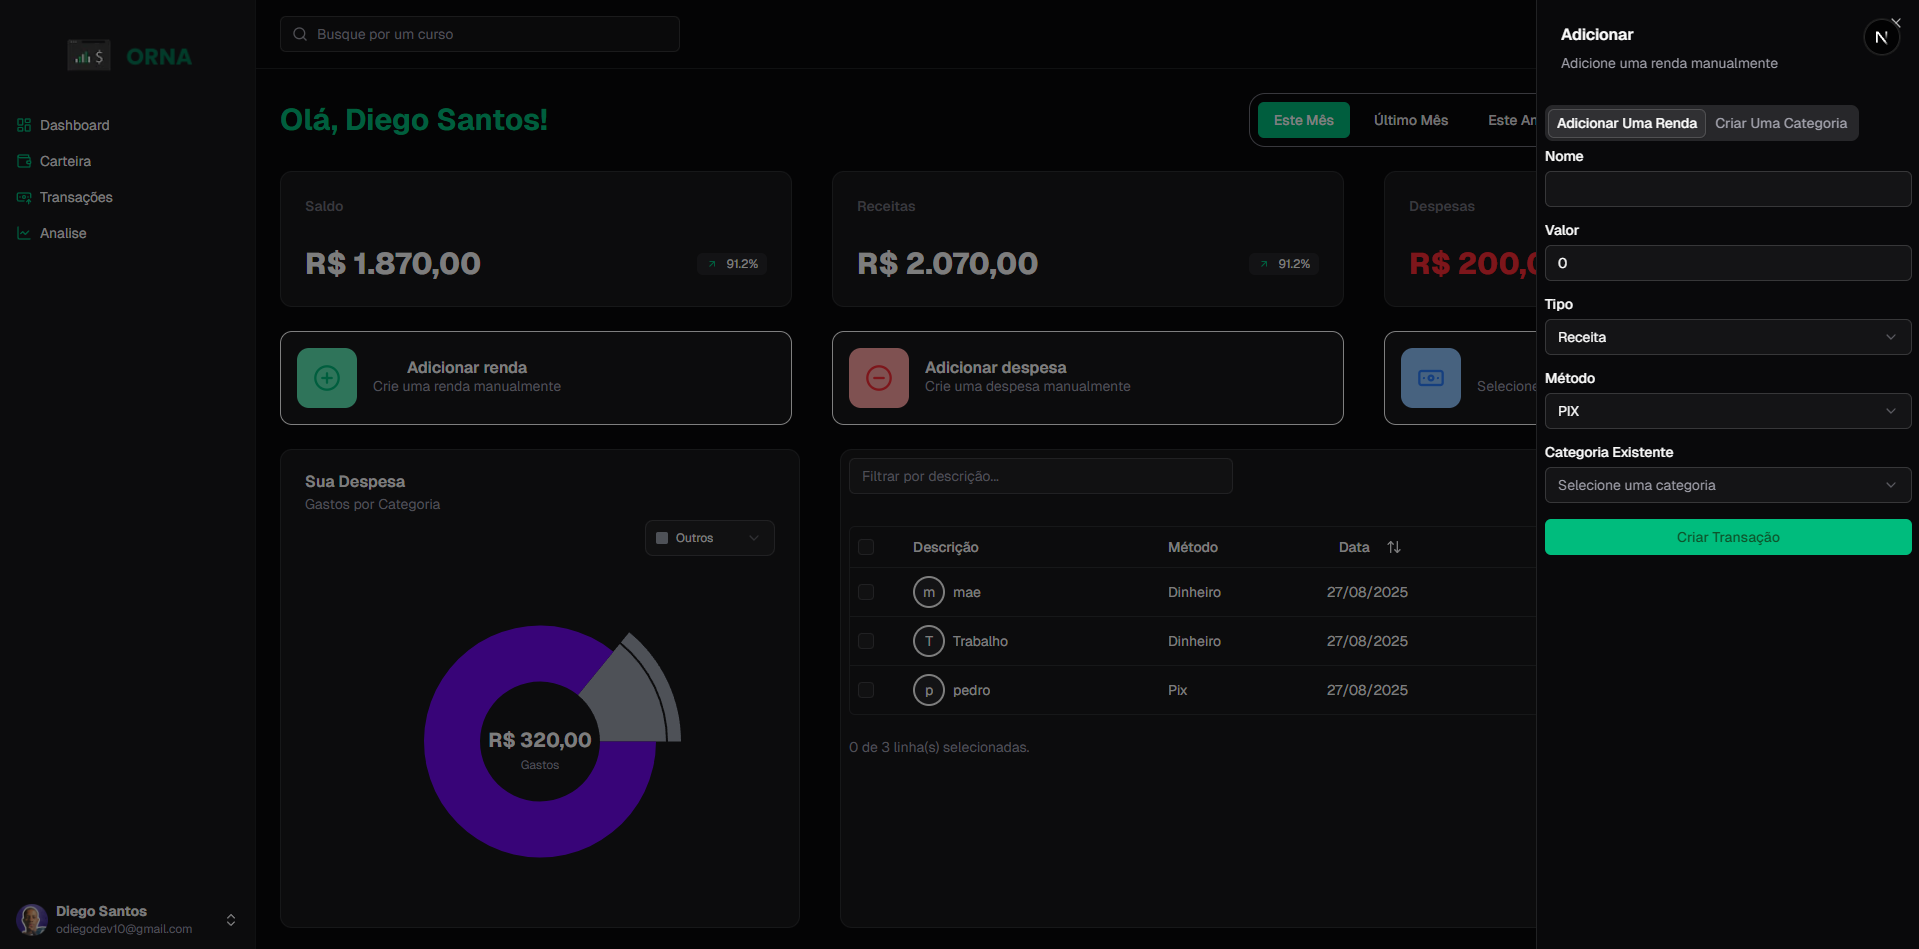 $ ORNA
Dashboard
Carteira
Transações
Analise
Diego Santos
odiegodev10@gmail.com
Busque por um curso
Olá, Diego Santos!
Este Mês Último Mês Este An
Saldo
R$ 1.870,00 91.2%
Receitas
R$ 2.070,00 91.2%
Despesas
R$ 200,0
Adicionar renda
Crie uma renda manualmente
Adicionar despesa
Crie uma despesa manualmente
Selecione
Sua Despesa
Gastos por Categoria
Outros
R$ 320,00
Gastos
Filtrar por descrição...
Descrição Método Data
m mae Dinheiro 27/08/2025
T Trabalho Dinheiro 27/08/2025
p pedro Pix 27/08/2025
0 de 3 linha(s) selecionadas.
Adicionar
Adicione uma renda manualmente
N
Adicionar Uma Renda Criar Uma Categoria
Nome
Valor
0
Tipo
Receita
Método
PIX
Categoria Existente
Selecione uma categoria
Criar Transação